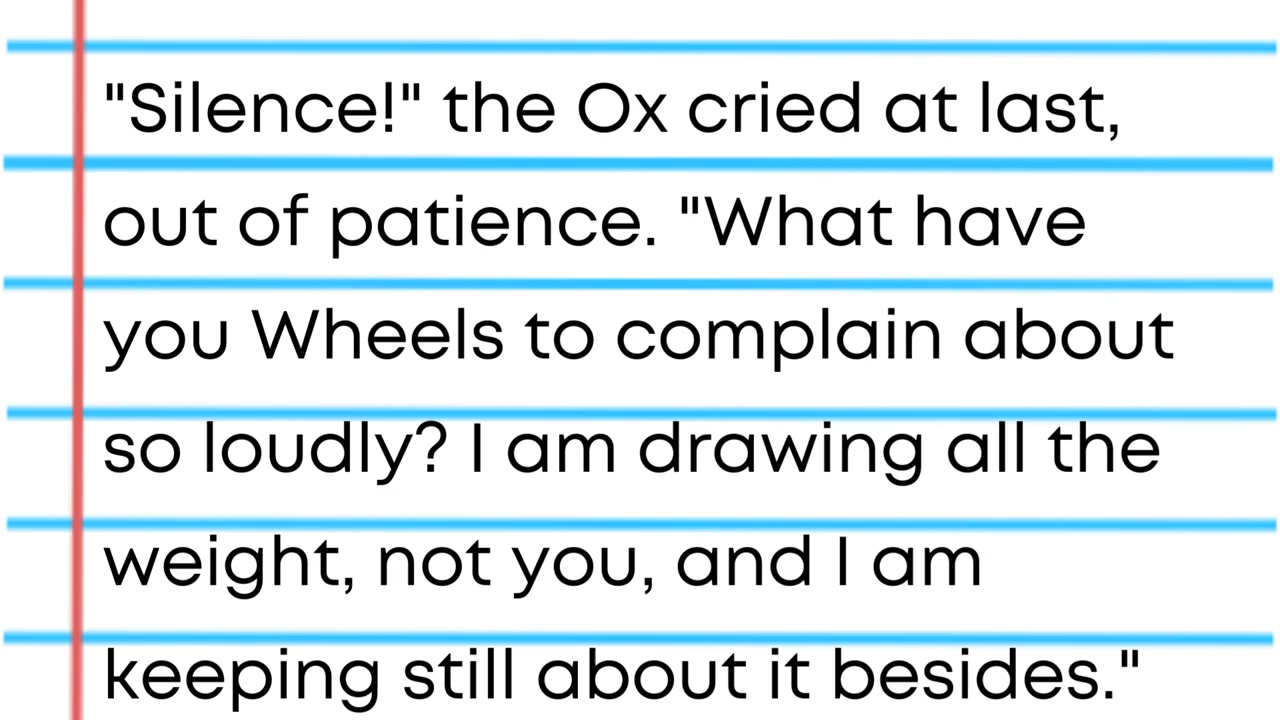 "Silence!" the Ox cried at last,
out of patience. "What have
you Wheels to complain about
so loudly? I am drawing all the
weight, not you, and I am
keeping still about it besides."